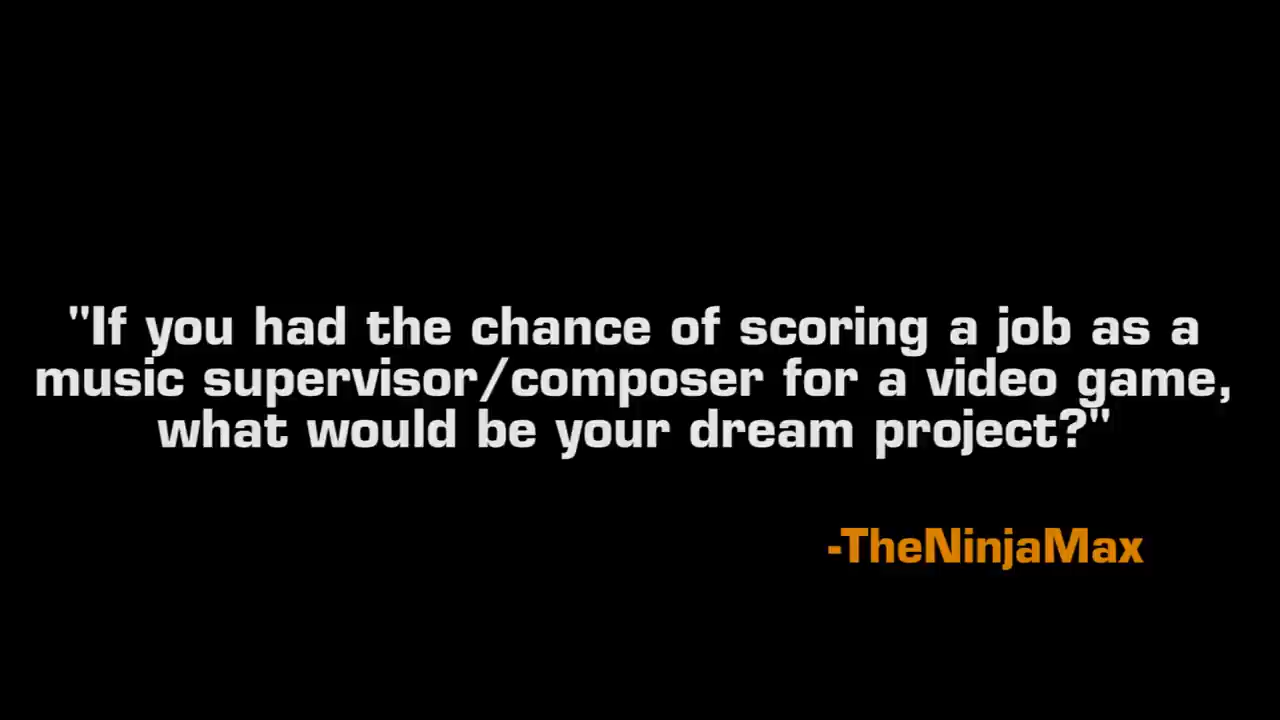 "If you had the chance of scoring a job as a
music supervisor/composer for a video game,
what would be your dream project?"
-TheNinjaMax